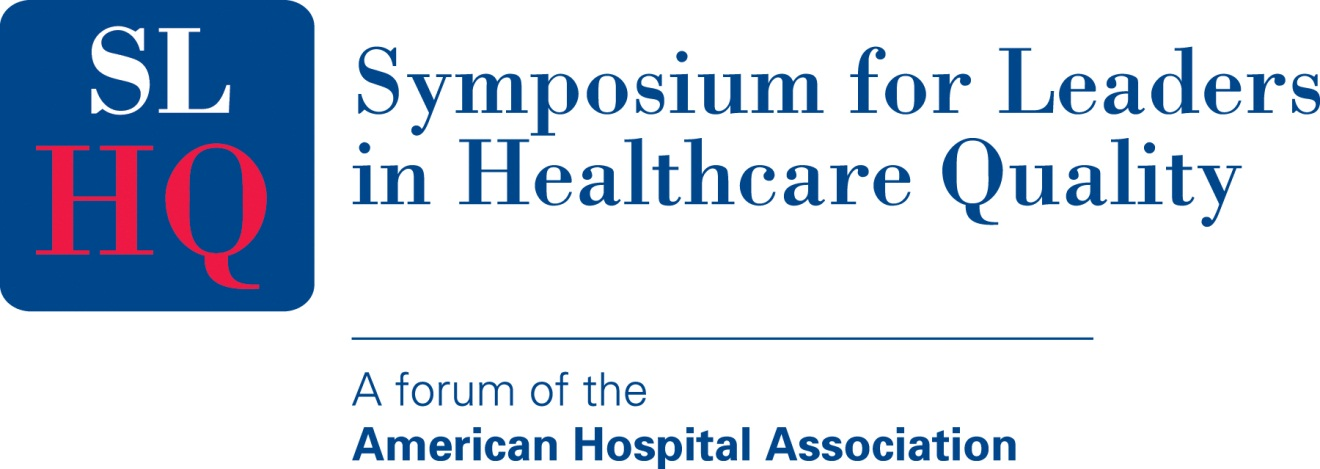 SL
HQ
Symposium for Leaders
in Healthcare Quality
A forum of the
American Hospital Association